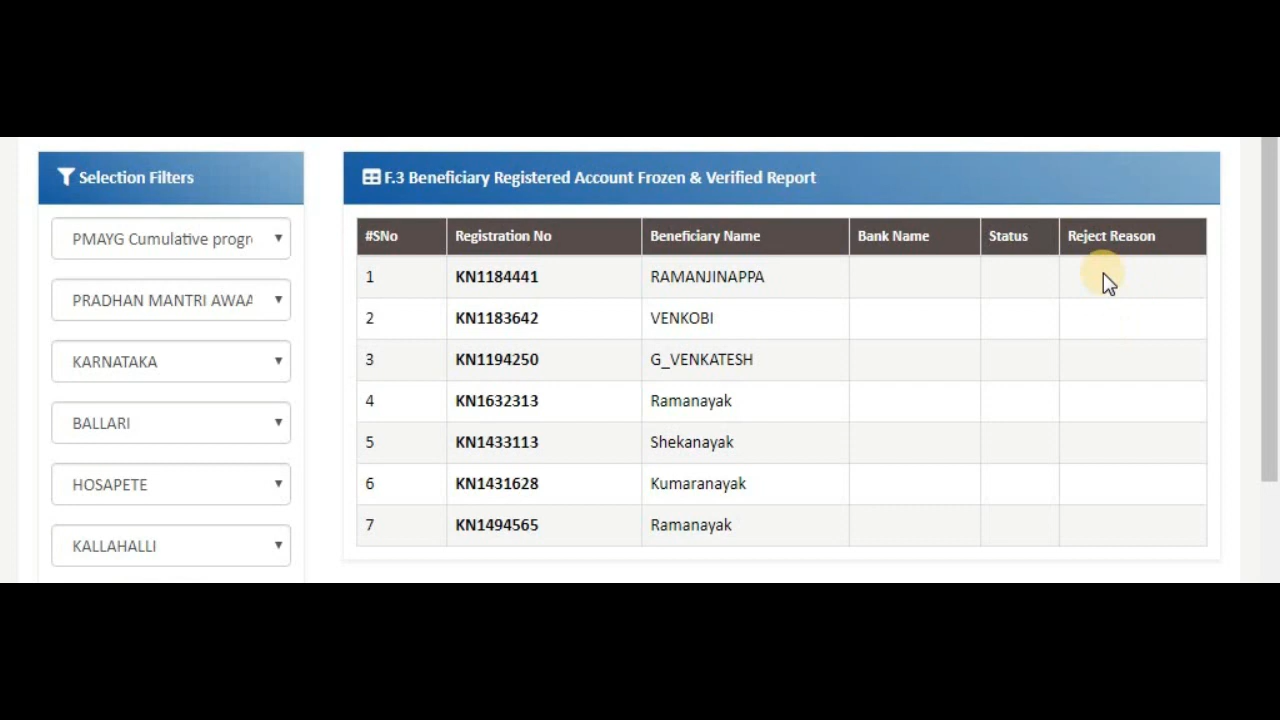 Selection Filters
PMAYG Cumulative progr
PRADHAN MANTRI AWAA
KARNATAKA
BALLARI
HOSAPETE
KALLAHALLI
F.3 Beneficiary Registered Account Frozen & Verified Report
#SNo Registration No Beneficiary Name Bank Name Status Reject Reason
1 KN1184441 RAMANJINAPPA
2 KN1183642 VENKOBI
3 KN1194250 G_VENKATESH
4 KN1632313 Ramanayak
5 KN1433113 Shekanayak
6 KN1431628 Kumaranayak
7 KN1494565 Ramanayak